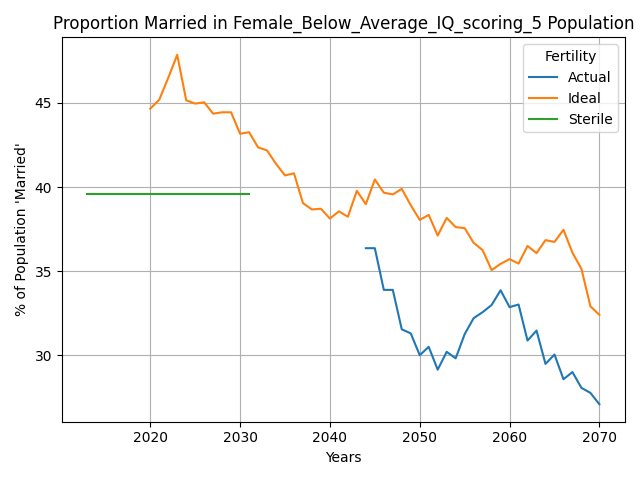 Proportion Married in Female_Below_Average_IQ_scoring_5 Population
Fertility
Actual
Ideal
Sterile
% of Population 'Married'
45
40
35
30
2020 2030 2040 2050 2060 2070
Years